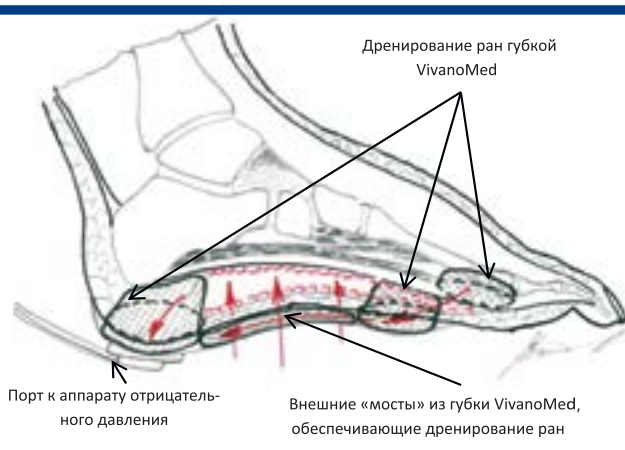 Дренирование ран губкой
VivanoMed
Порт к аппарату отрицатель-
ного давления
Внешние «мосты» из губки VivanoMed,
обеспечивающие дренирование ран